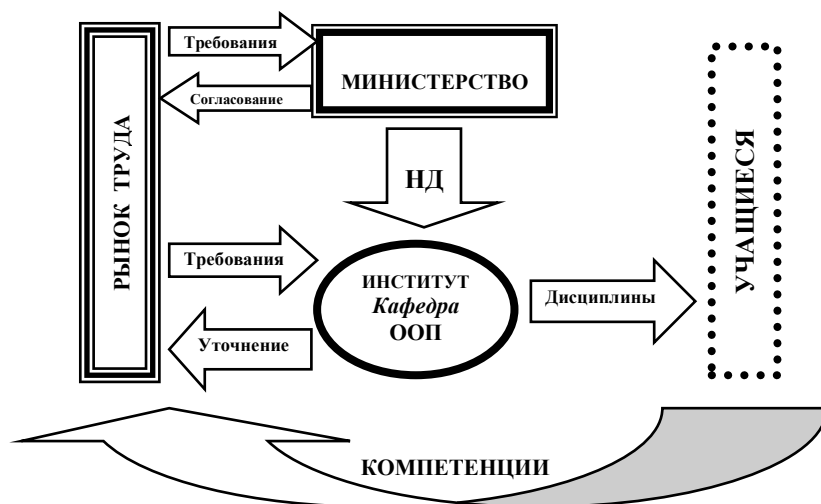 РЫНОК ТРУДА
Требования
МИНИСТЕРСТВО
Согласование
НД
Требования
ИНСТИТУТ
Кафедра
ООП
Уточнение
Дисциплины
УЧАЩИЕСЯ
КОМПЕТЕНЦИИ